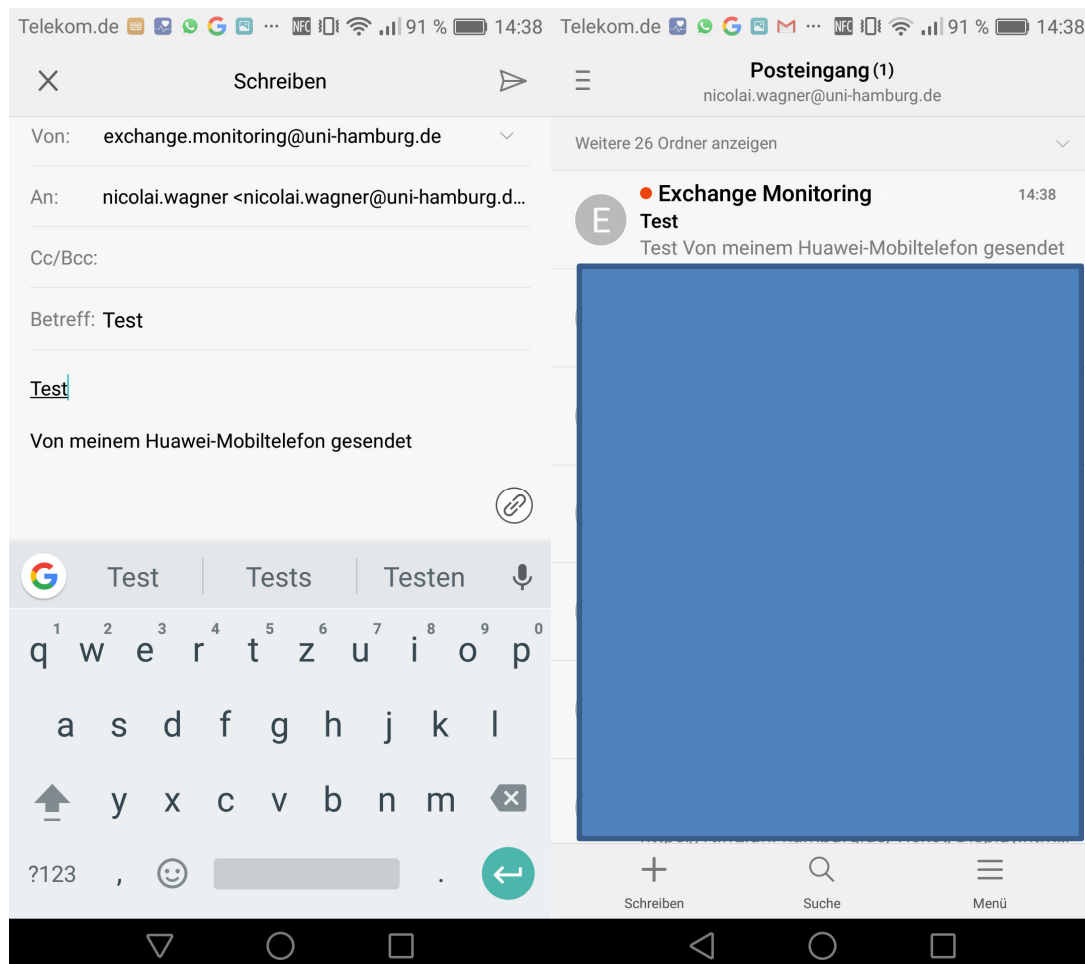 Telekom.de 91 % 14:38
Schreiben
Von: exchange.monitoring@uni-hamburg.de
An: nicolai.wagner <nicolai.wagner@uni-hamburg.d...
Cc/Bcc:
Betreff: Test
Test
Von meinem Huawei-Mobiltelefon gesendet
Test Tests Testen
1 2 3 4 5 6 7 8 9 0
q w e r t z u i o p
a s d f g h j k l
y x c v b n m
?123 , .
Telekom.de 91 % 14:38
Posteingang (1)
nicolai.wagner@uni-hamburg.de
Weitere 26 Ordner anzeigen
E Exchange Monitoring 14:38
Test
Test Von meinem Huawei-Mobiltelefon gesendet
Schreiben Suche Menü